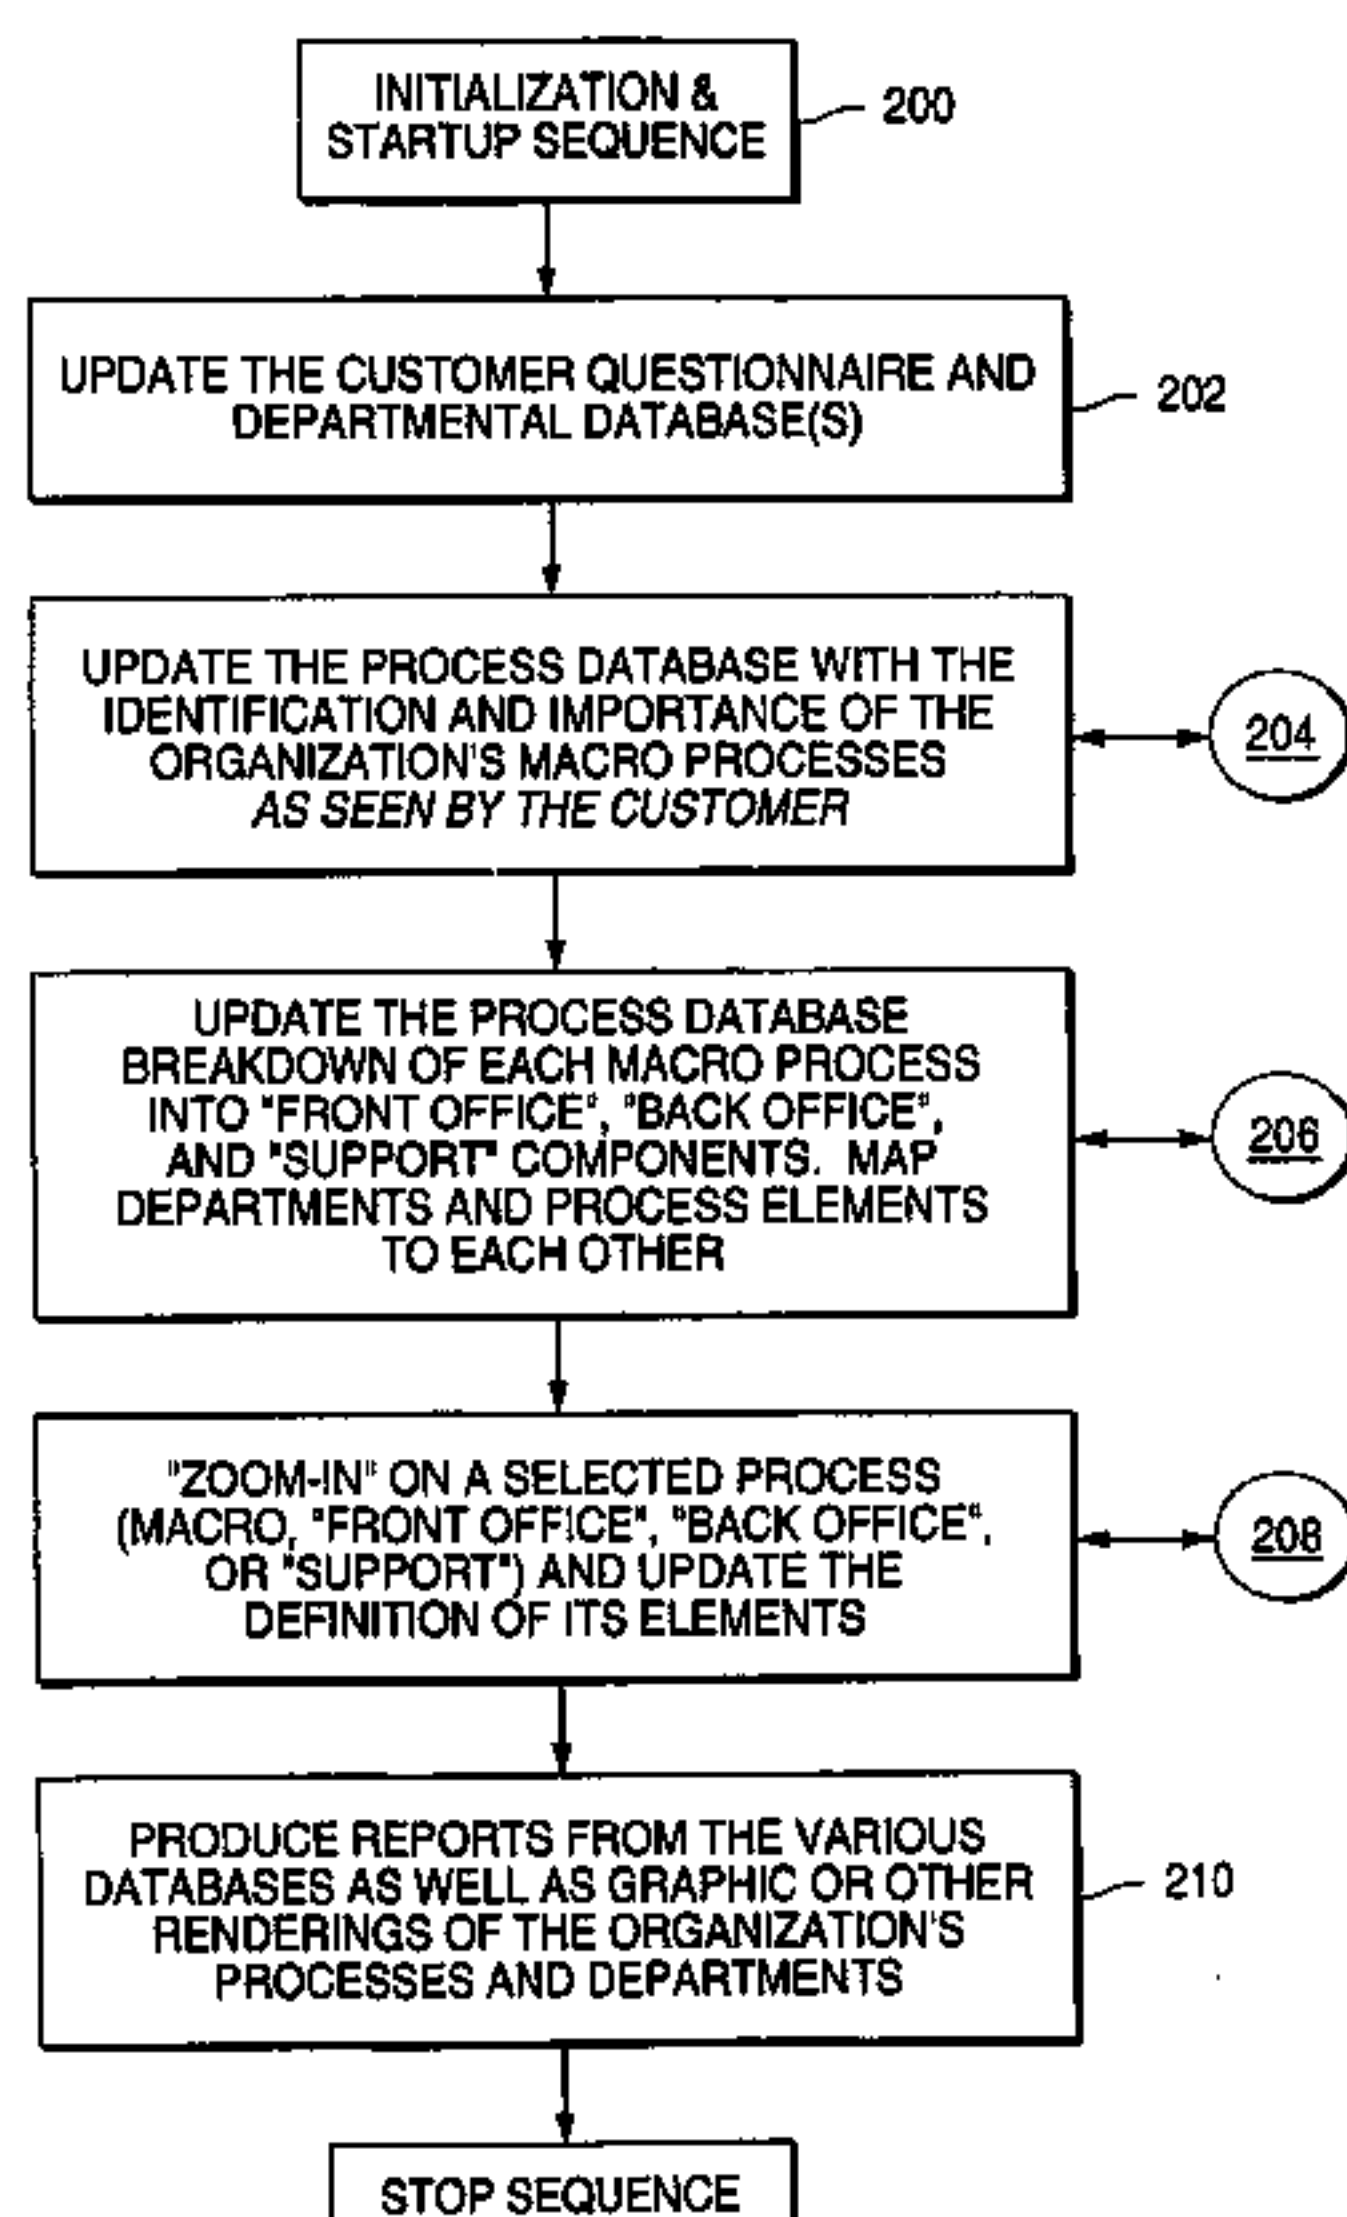 INITIALIZATION &
STARTUP SEQUENCE
200
UPDATE THE CUSTOMER QUESTIONNAIRE AND
DEPARTMENTAL DATABASE(S)
202
UPDATE THE PROCESS DATABASE WITH THE
IDENTIFICATION AND IMPORTANCE OF THE
ORGANIZATION'S MACRO PROCESSES
AS SEEN BY THE CUSTOMER
204
UPDATE THE PROCESS DATABASE
BREAKDOWN OF EACH MACRO PROCESS
INTO "FRONT OFFICE", "BACK OFFICE",
AND "SUPPORT" COMPONENTS. MAP
DEPARTMENTS AND PROCESS ELEMENTS
TO EACH OTHER
206
"ZOOM-IN" ON A SELECTED PROCESS
(MACRO, "FRONT OFFICE", "BACK OFFICE",
OR "SUPPORT") AND UPDATE THE
DEFINITION OF ITS ELEMENTS
208
PRODUCE REPORTS FROM THE VARIOUS
DATABASES AS WELL AS GRAPHIC OR OTHER
RENDERINGS OF THE ORGANIZATION'S
PROCESSES AND DEPARTMENTS
210
STOP SEQUENCE